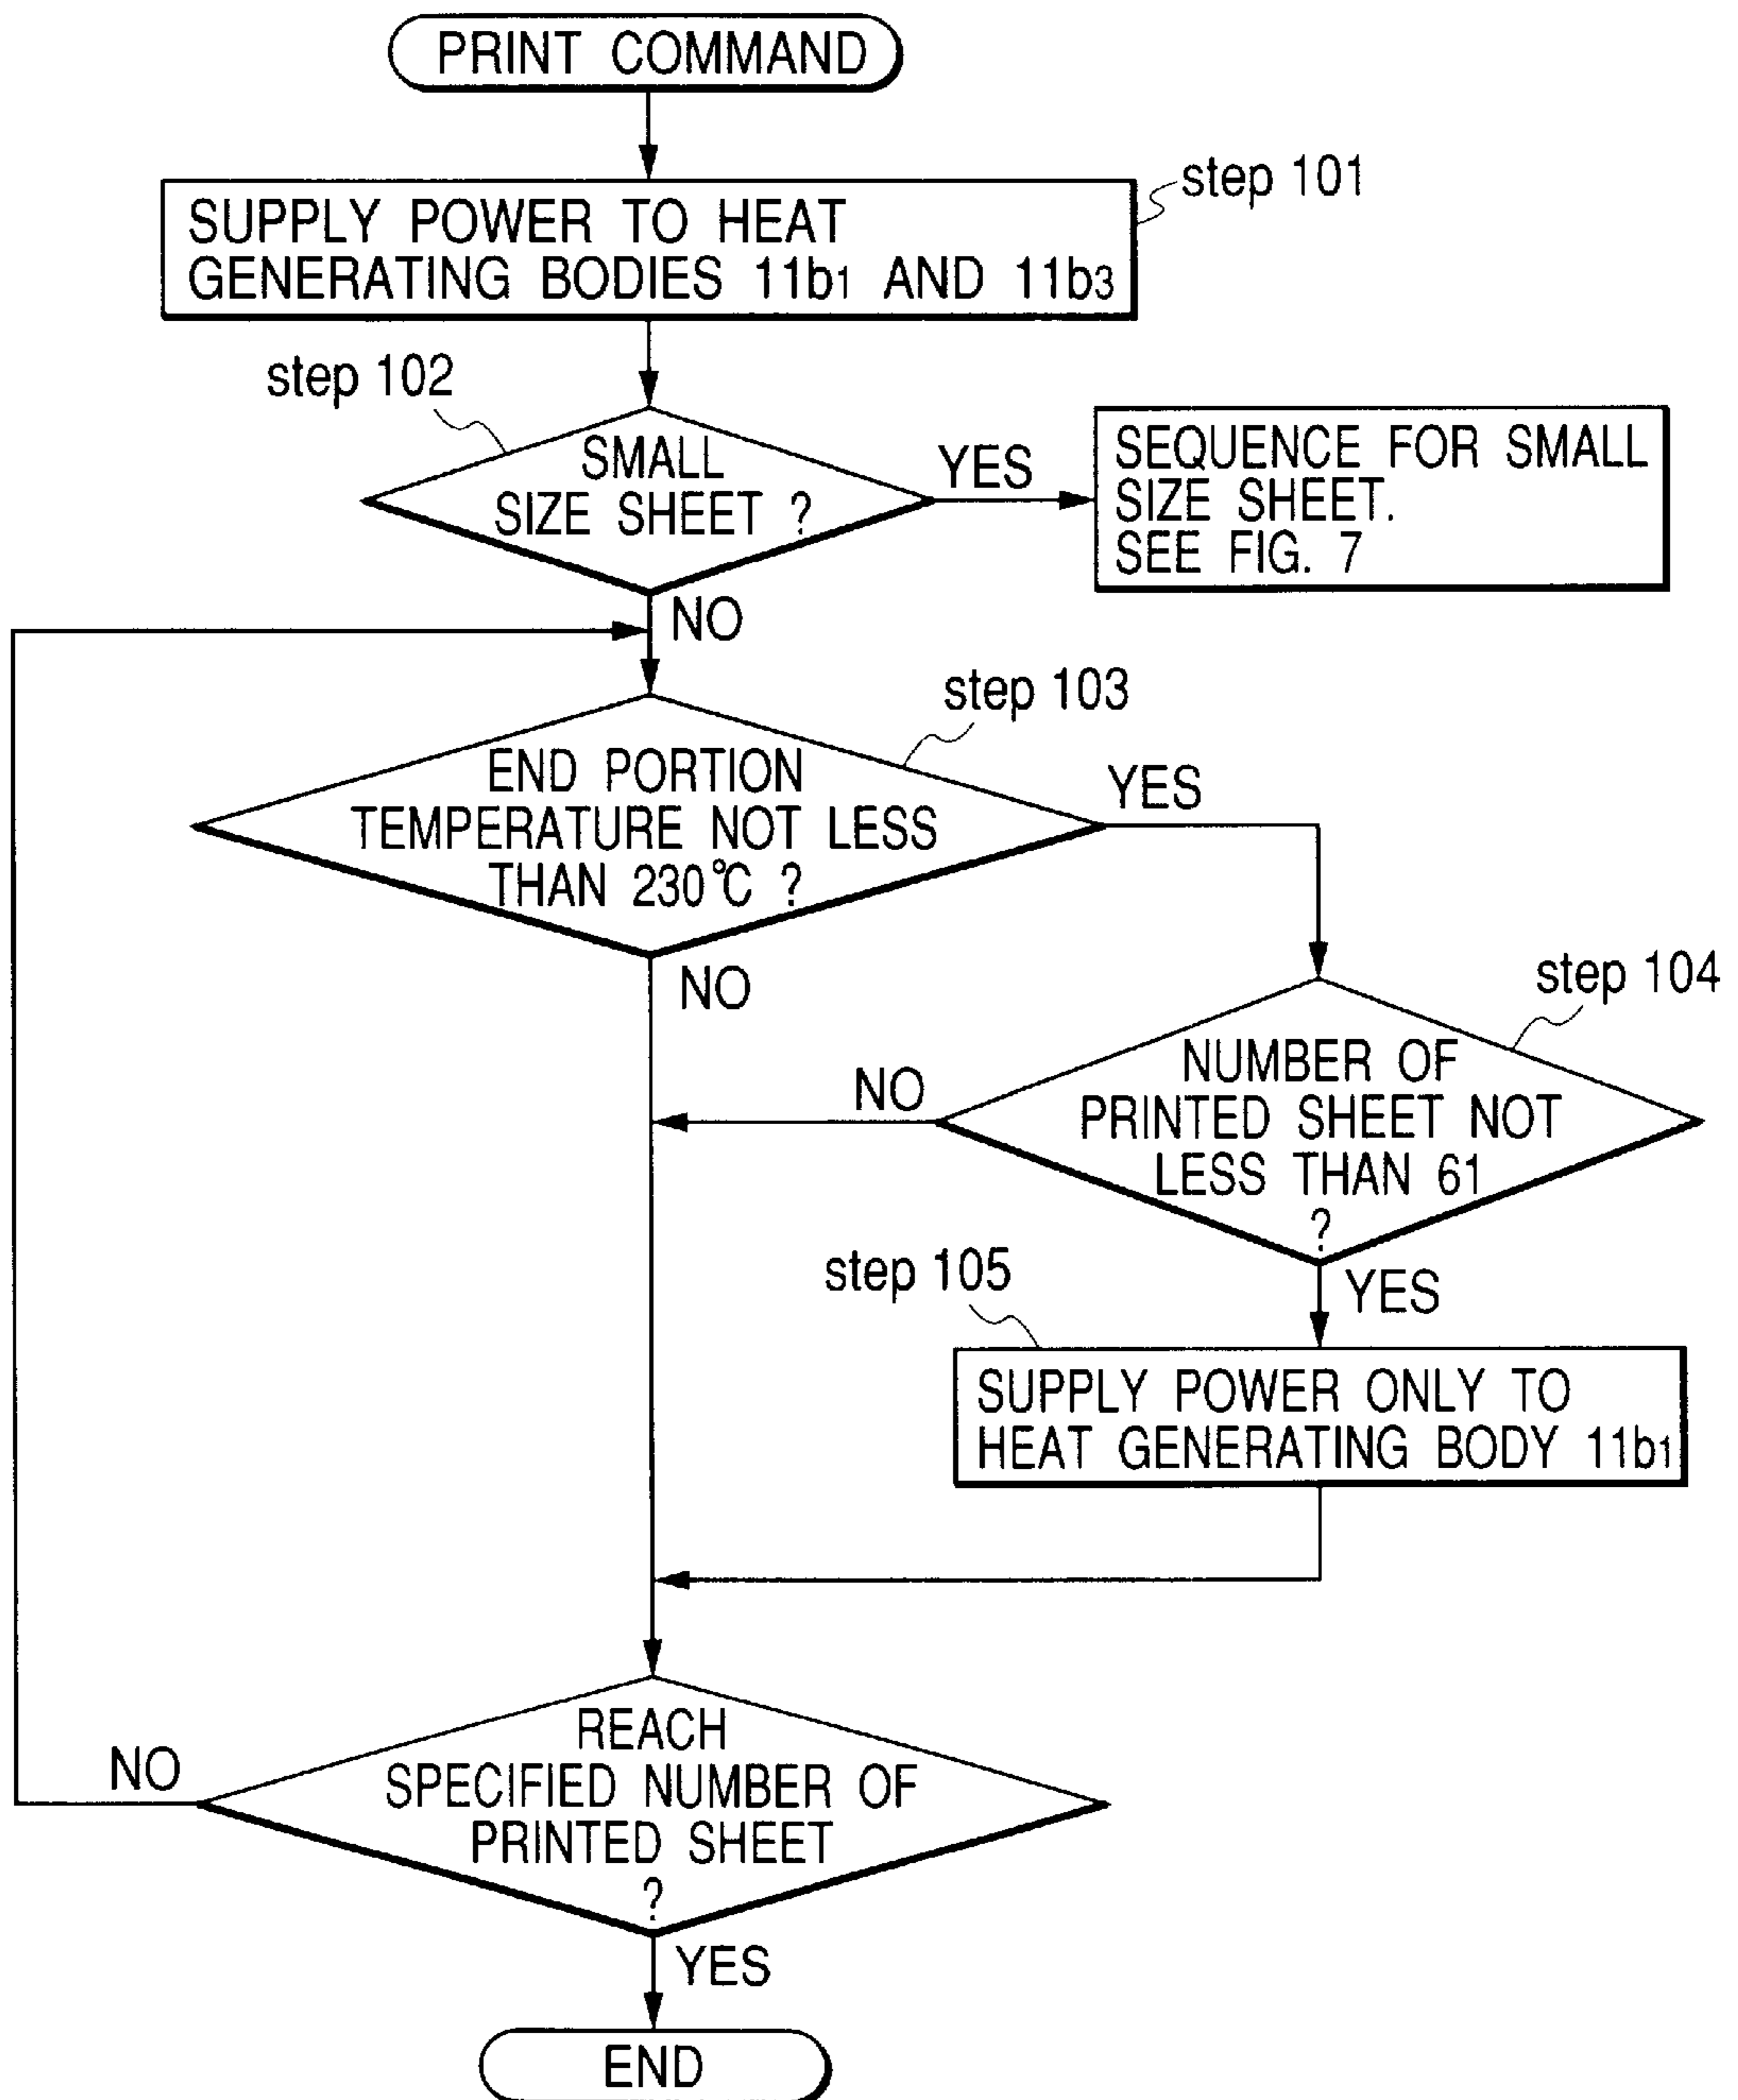 PRINT COMMAND
step 101
SUPPLY POWER TO HEAT
GENERATING BODIES 11b1 AND 11b3
step 102
SMALL
SIZE SHEET ?
YES
SEQUENCE FOR SMALL
SIZE SHEET.
SEE FIG. 7
NO
step 103
END PORTION
TEMPERATURE NOT LESS
THAN 230°C ?
YES
NO
step 104
NUMBER OF
PRINTED SHEET NOT
LESS THAN 61
?
NO
YES
step 105
SUPPLY POWER ONLY TO
HEAT GENERATING BODY 11b1
REACH
SPECIFIED NUMBER OF
PRINTED SHEET
?
NO
YES
END